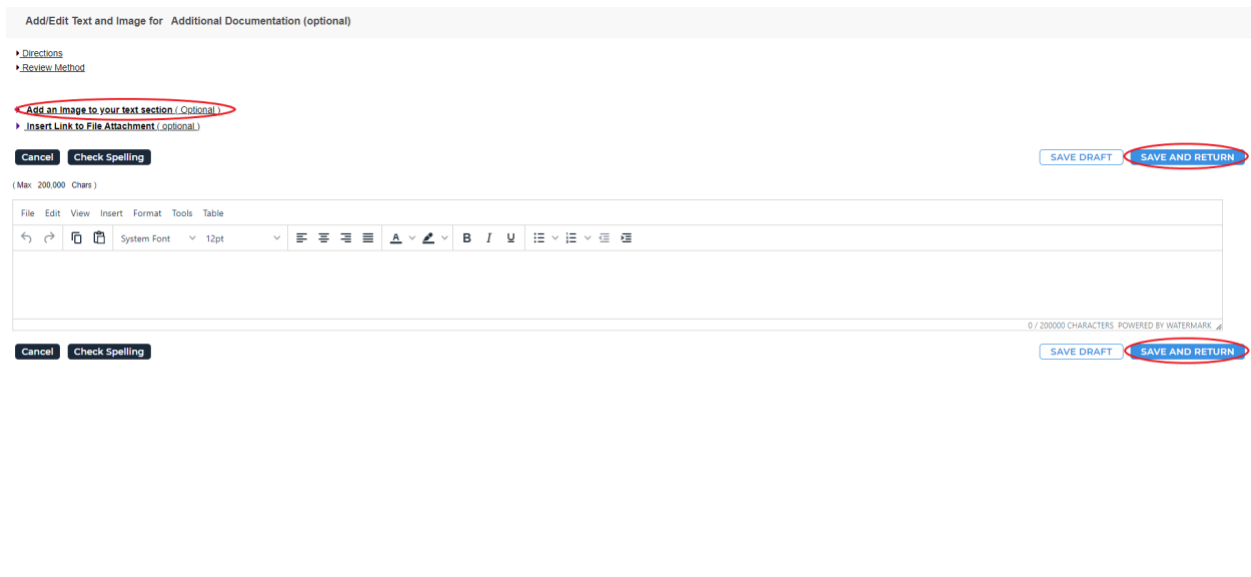 Add/Edit Text and Image for Additional Documentation (optional)
Directions
Review Method
Add an Image to your text section ( Optional )
Insert Link to File Attachment ( optional )
Cancel Check Spelling SAVE DRAFT SAVE AND RETURN
( Max 200,000 Chars )
File Edit View Insert Format Tools Table
System Font 12pt A B I U
0 / 200000 CHARACTERS POWERED BY WATERMARK
Cancel Check Spelling SAVE DRAFT SAVE AND RETURN